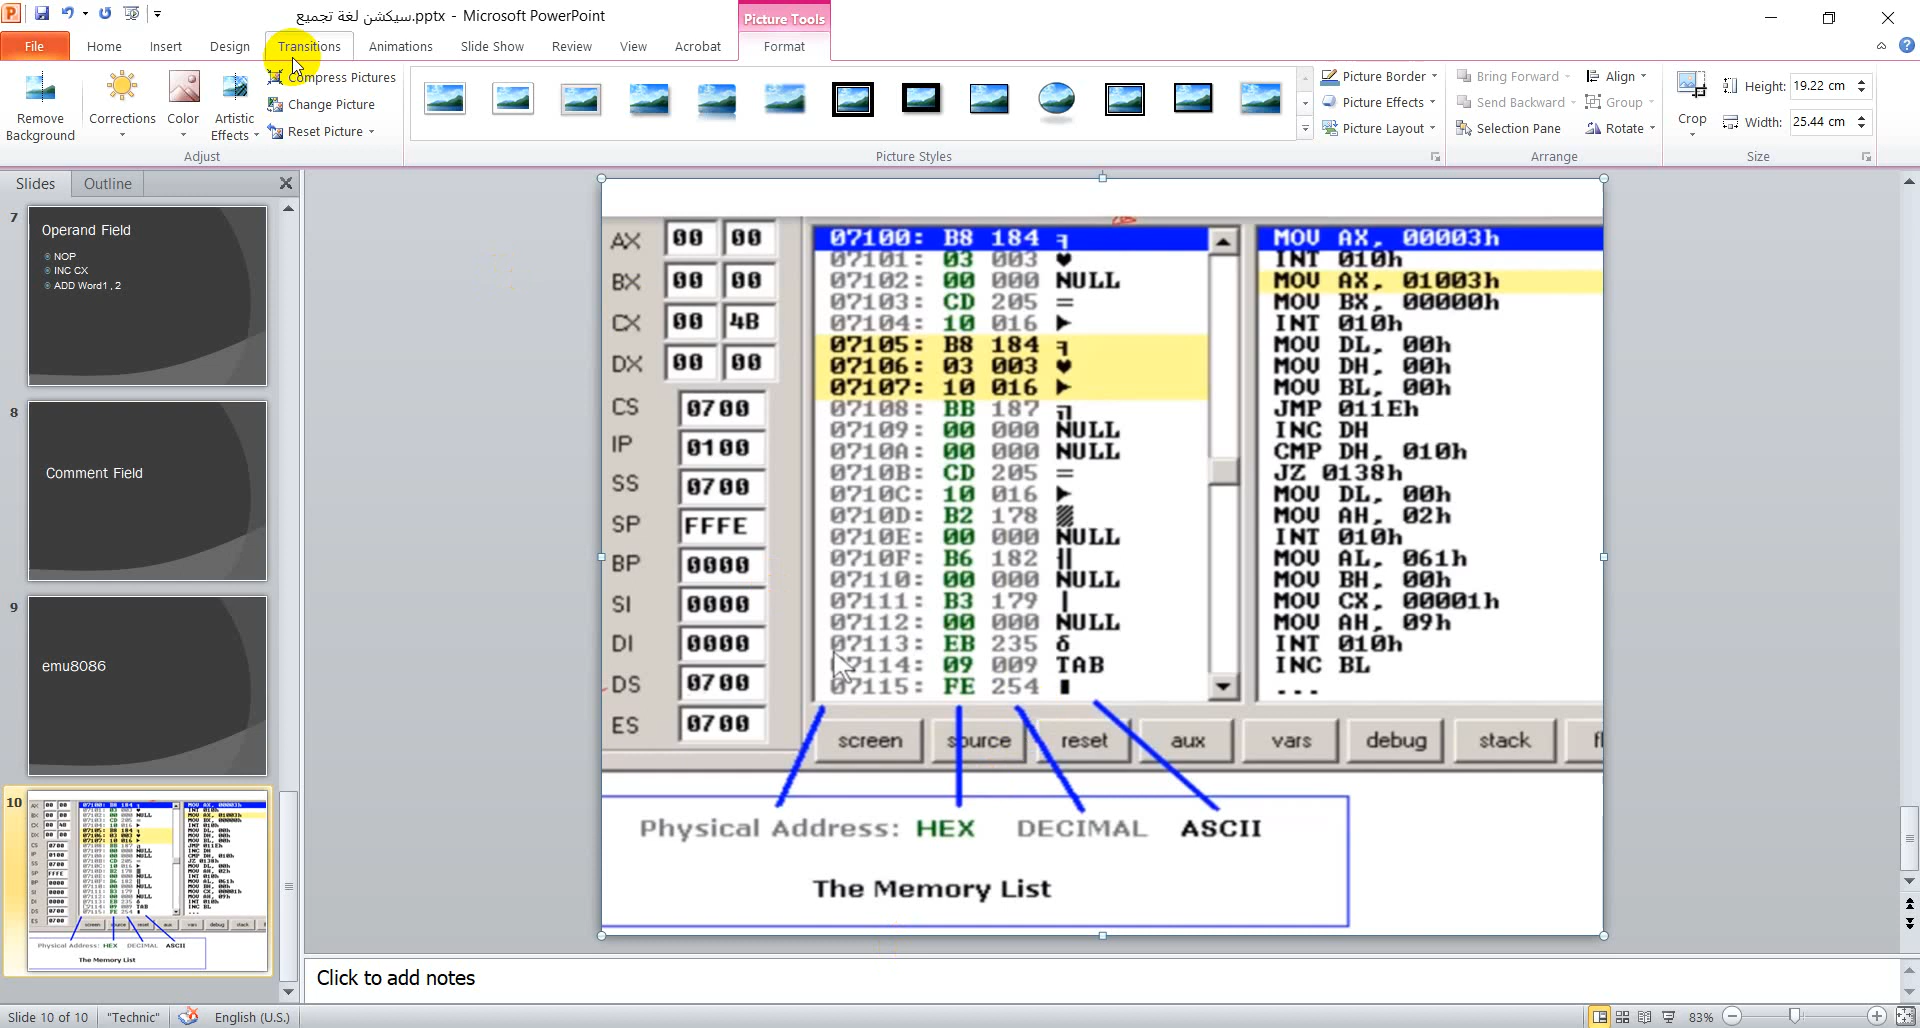 سيكشن لغة تجميع.pptx - Microsoft PowerPoint
Picture Tools
File Home Insert Design Transitions Animations Slide Show Review View Acrobat Format
Remove Background
Corrections
Color
Artistic Effects
Compress Pictures
Change Picture
Reset Picture
Adjust
Picture Styles
Picture Border
Picture Effects
Picture Layout
Bring Forward
Send Backward
Selection Pane
Align
Group
Rotate
Arrange
Crop
Height: 19.22 cm
Width: 25.44 cm
Size
Slides Outline
7
Operand Field
NOP
INC CX
ADD Word1 , 2
8
Comment Field
9
emu8086
10
AX 00 00
BX 00 00
CX 00 4B
DX 00 00
CS 0700
IP 0100
SS 0700
SP FFFE
BP 0000
SI 0000
DI 0000
DS 0700
ES 0700
07100: B8 184 ╕
07101: 03 003 ♥
07102: 00 000 NULL
07103: CD 205 =
07104: 10 016 ►
07105: B8 184 ╕
07106: 03 003 ♥
07107: 10 016 ►
07108: BB 187 ╗
07109: 00 000 NULL
0710A: 00 000 NULL
0710B: CD 205 =
0710C: 10 016 ►
0710D: B2 178 ▓
0710E: 00 000 NULL
0710F: B6 182 ╢
07110: 00 000 NULL
07111: B3 179 │
07112: 00 000 NULL
07113: EB 235 δ
07114: 09 009 TAB
07115: FE 254 ■
MOV AX, 00003h
INT 010h
MOV AX, 01003h
MOV BX, 00000h
INT 010h
MOV DL, 00h
MOV DH, 00h
MOV BL, 00h
JMP 011Eh
INC DH
CMP DH, 010h
JZ 0138h
MOV DL, 00h
MOV AH, 02h
INT 010h
MOV AL, 061h
MOV BH, 00h
MOV CX, 00001h
MOV AH, 09h
INT 010h
INC BL
...
screen source reset aux vars debug stack fl
Physical Address: HEX DECIMAL ASCII
The Memory List
Click to add notes
Slide 10 of 10 "Technic" English (U.S.) 83%